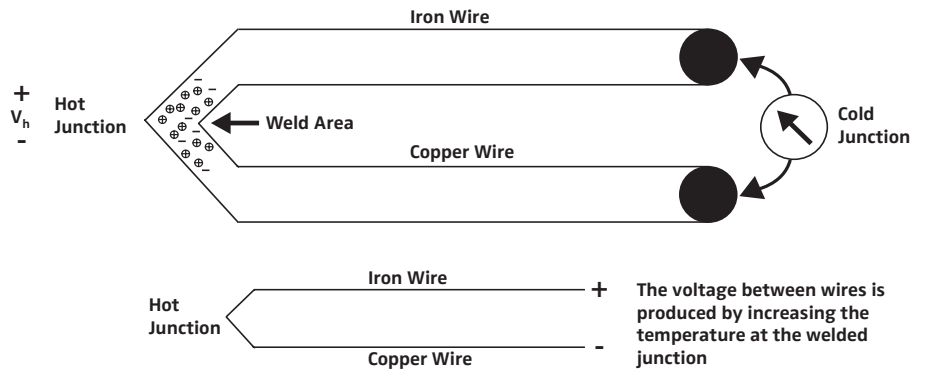 Iron Wire
+
Vh
-
Hot
Junction
Weld Area
Cold
Junction
Copper Wire
Iron Wire
+
Hot
Junction
-
Copper Wire
The voltage between wires is
produced by increasing the
temperature at the welded
junction